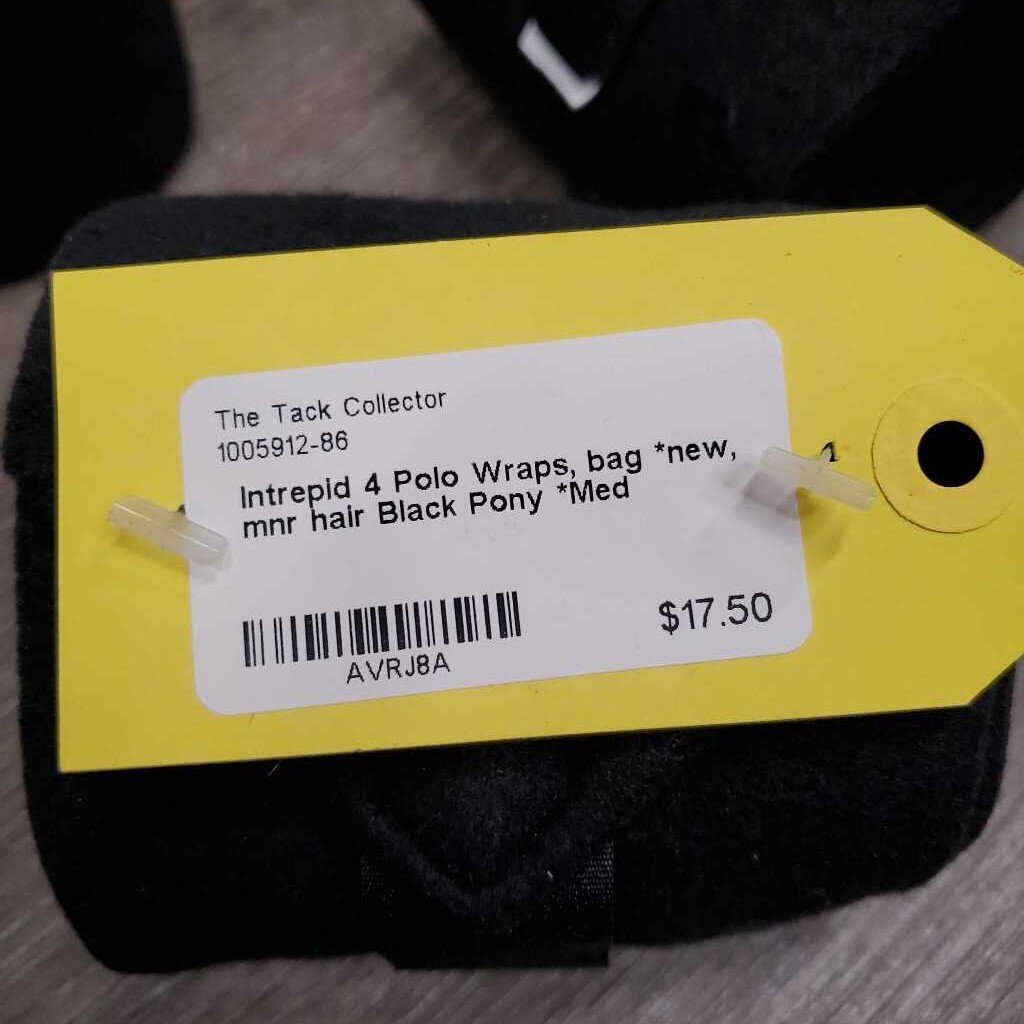 The Tack Collector
1005912-86
Intrepid 4 Polo Wraps, bag *new,
mnr hair Black Pony *Med
$17.50
AVRJ8A